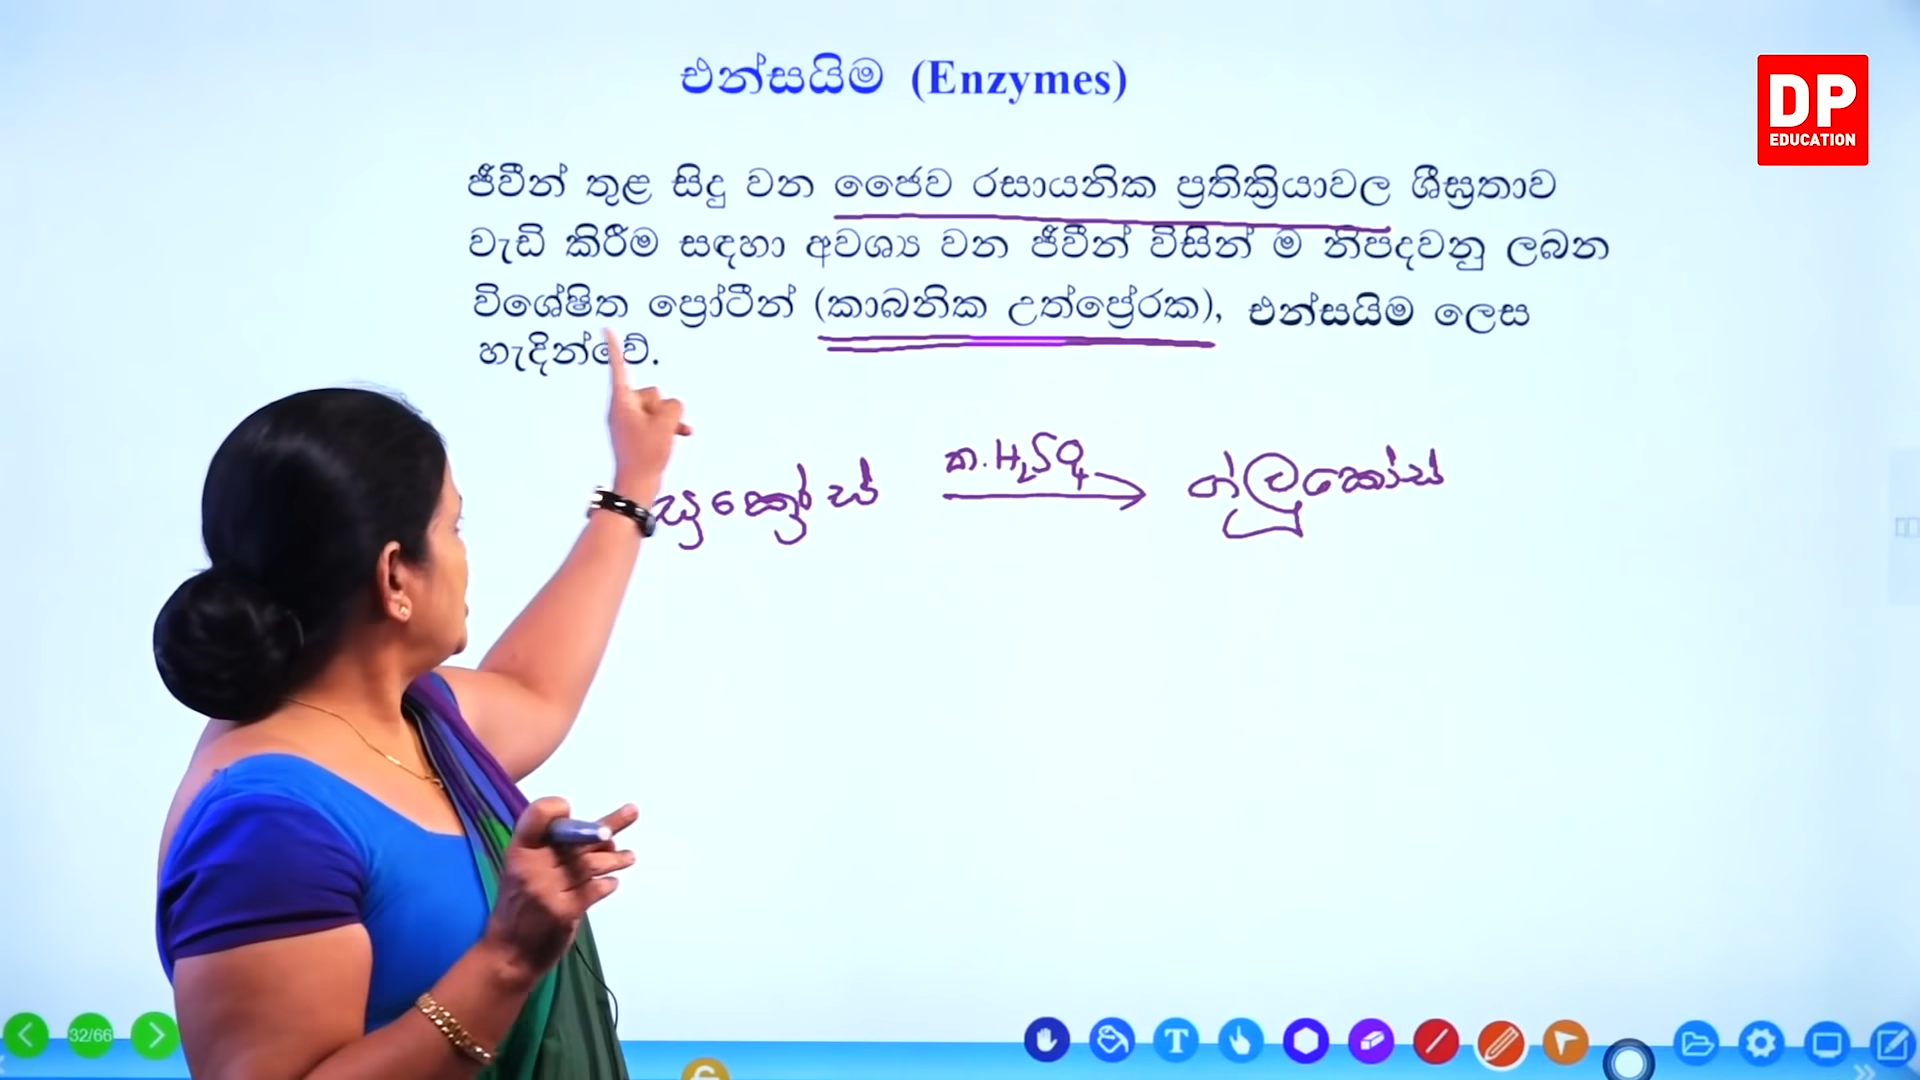 එන්සයිම (Enzymes)
DP
EDUCATION
ජීවීන් තුළ සිදු වන ජෛව රසායනික ප්‍රතික්‍රියාවල ශීඝ්‍රතාව
වැඩි කිරීම සඳහා අවශ්‍ය වන ජීවීන් විසින් ම නිපදවනු ලබන
විශේෂිත ප්‍රෝටීන් (කාබනික උත්ප්‍රේරක), එන්සයිම ලෙස
හැඳින්වේ.
සුක්‍රෝස් ක. H₂SO₄ → ග්ලුකෝස්
32/66